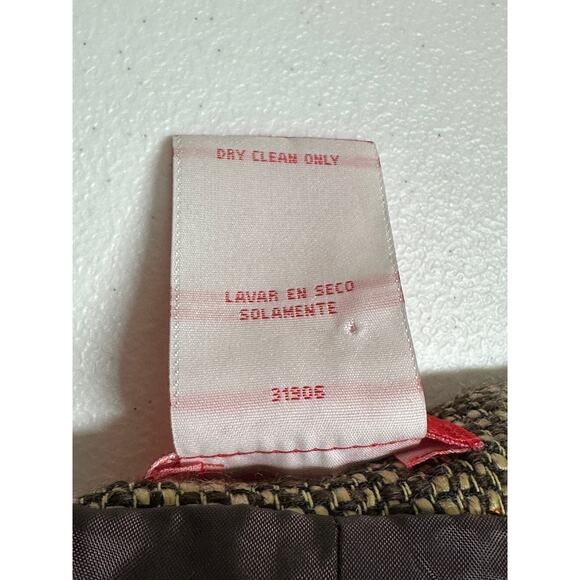 DRY CLEAN ONLY
LAVAR EN SECO
SOLAMENTE
31906